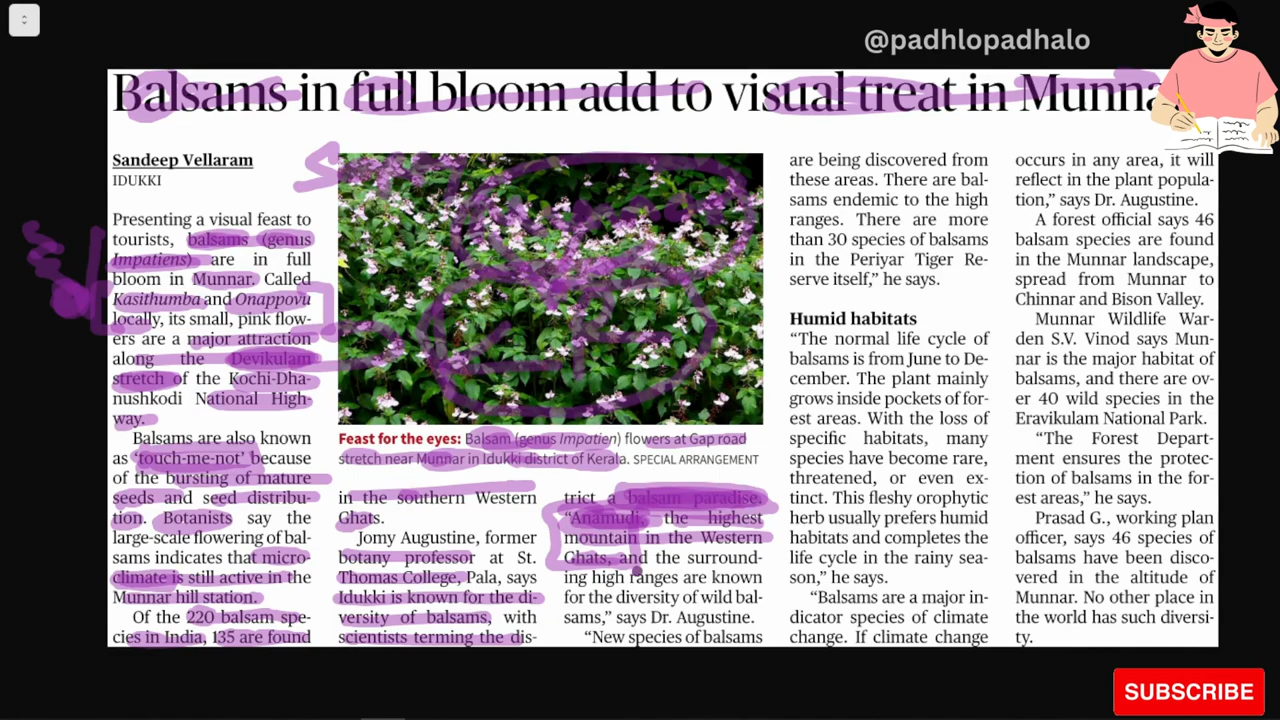 @padhlopadhalo
Balsams in full bloom add to visual treat in Munnar
Sandeep Vellaram
IDUKKI
Presenting a visual feast to
tourists, balsams (genus
Impatiens) are in full
bloom in Munnar. Called
Kasithumba and Onappovu
locally, its small, pink flow-
ers are a major attraction
along the Devikulam
stretch of the Kochi-Dha-
nushkodi National High-
way.
Balsams are also known
as ‘touch-me-not’ because
of the bursting of mature
seeds and seed distribu-
tion. Botanists say the
large-scale flowering of bal-
sams indicates that micro-
climate is still active in the
Munnar hill station.
Of the 220 balsam spe-
cies in India, 135 are found
Feast for the eyes: Balsam (genus Impatien) flowers at Gap road
stretch near Munnar in Idukki district of Kerala. SPECIAL ARRANGEMENT
in the southern Western
Ghats.
Jomy Augustine, former
botany professor at St.
Thomas College, Pala, says
Idukki is known for the di-
versity of balsams, with
scientists terming the dis-
trict a balsam paradise.
“Anamudi, the highest
mountain in the Western
Ghats, and the surround-
ing high ranges are known
for the diversity of wild bal-
sams,” says Dr. Augustine.
“New species of balsams
are being discovered from
these areas. There are bal-
sams endemic to the high
ranges. There are more
than 30 species of balsams
in the Periyar Tiger Re-
serve itself,” he says.
Humid habitats
“The normal life cycle of
balsams is from June to De-
cember. The plant mainly
grows inside pockets of for-
est areas. With the loss of
specific habitats, many
species have become rare,
threatened, or even ex-
tinct. This fleshy orophytic
herb usually prefers humid
habitats and completes the
life cycle in the rainy sea-
son,” he says.
“Balsams are a major in-
dicator species of climate
change. If climate change
occurs in any area, it will
reflect in the plant popula-
tion,” says Dr. Augustine.
A forest official says 46
balsam species are found
in the Munnar landscape,
spread from Munnar to
Chinnar and Bison Valley.
Munnar Wildlife War-
den S.V. Vinod says Mun-
nar is the major habitat of
balsams, and there are ov-
er 40 wild species in the
Eravikulam National Park.
“The Forest Depart-
ment ensures the protec-
tion of balsams in the for-
est areas,” he says.
Prasad G., working plan
officer, says 46 species of
balsams have been disco-
vered in the altitude of
Munnar. No other place in
the world has such diversi-
ty.
SUBSCRIBE